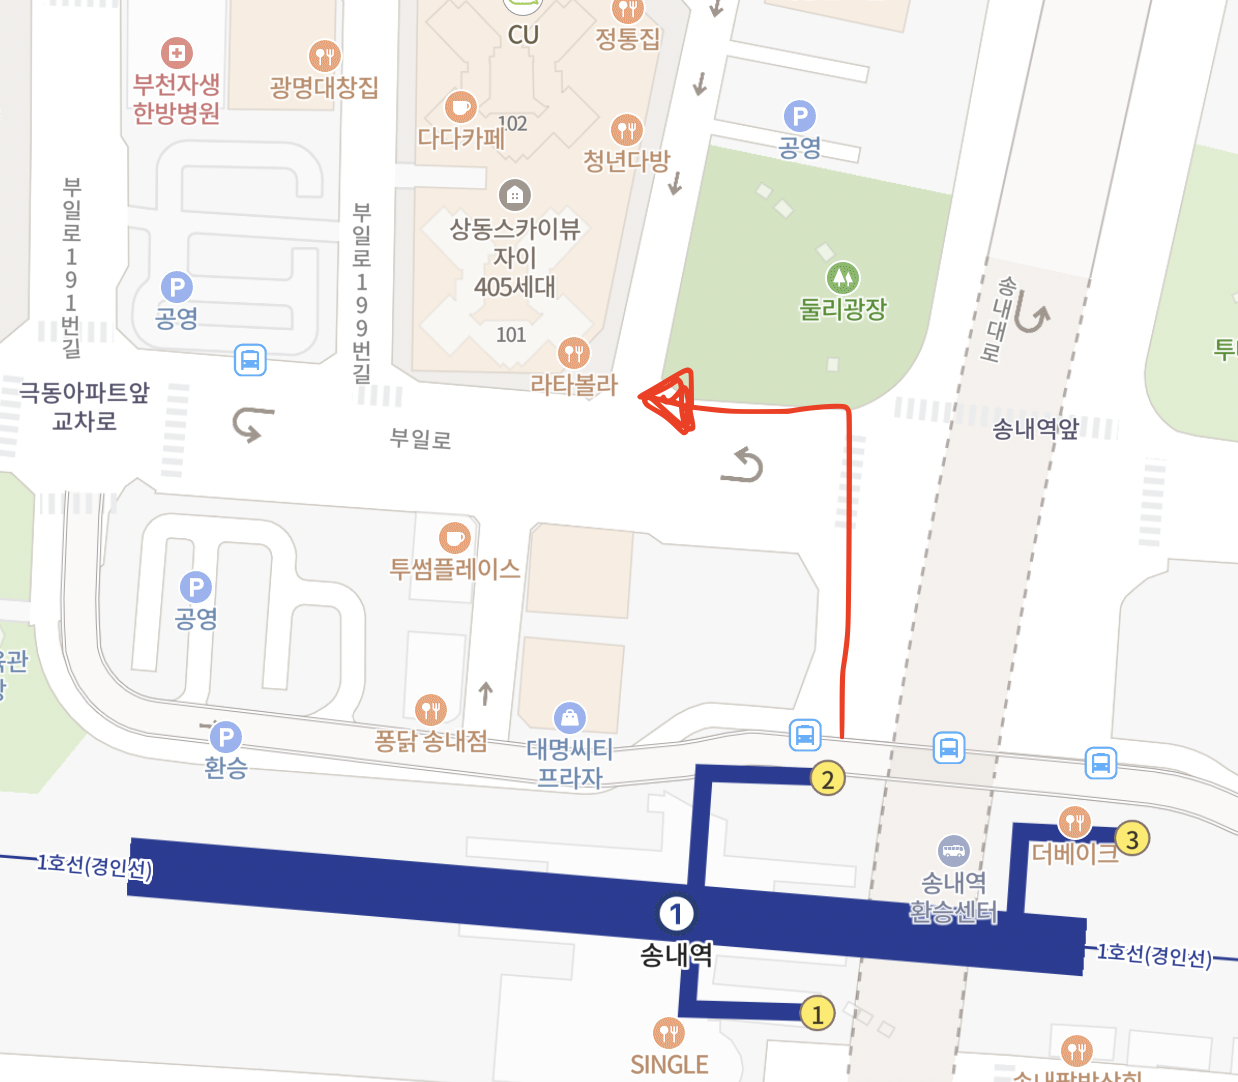 CU
정통집
부천자생
한방병원
광명대창집
다다카페
102
청년다방
P
공영
상동스카이뷰
자이
405세대
부일로191번길
부일로199번길
P
공영
둘리광장
송내대로
101
라타볼라
극동아파트앞
교차로
부일로
송내역앞
투썸플레이스
P
공영
퐁닭 송내점
대명씨티
프라자
P
환승
2
3
더베이크
1호선(경인선)
송내역
환승센터
1
송내역
1호선(경인선)
1
SINGLE